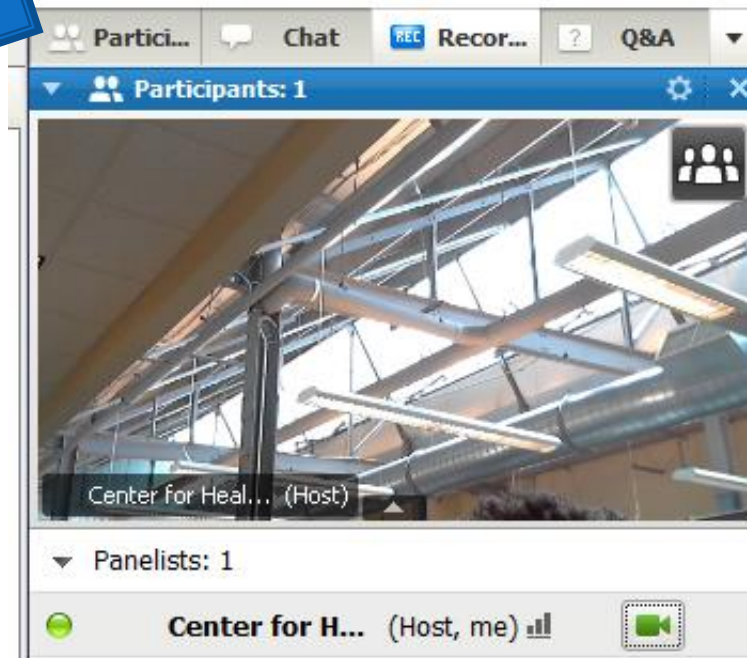 Partici... Chat REC Recor... ? Q&A
Participants: 1
Center for Heal... (Host)
Panelists: 1
Center for H... (Host, me)